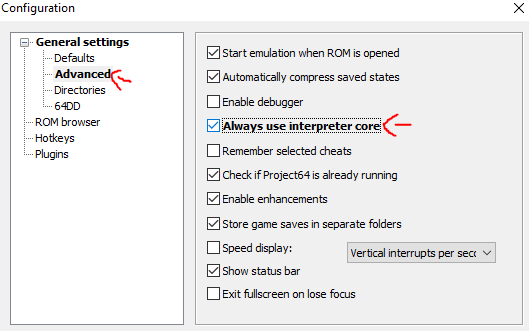 Configuration
General settings
Defaults
Advanced
Directories
64DD
ROM browser
Hotkeys
Plugins
Start emulation when ROM is opened
Automatically compress saved states
Enable debugger
Always use interpreter core
Remember selected cheats
Check if Project64 is already running
Enable enhancements
Store game saves in separate folders
Speed display: Vertical interrupts per sec
Show status bar
Exit fullscreen on lose focus